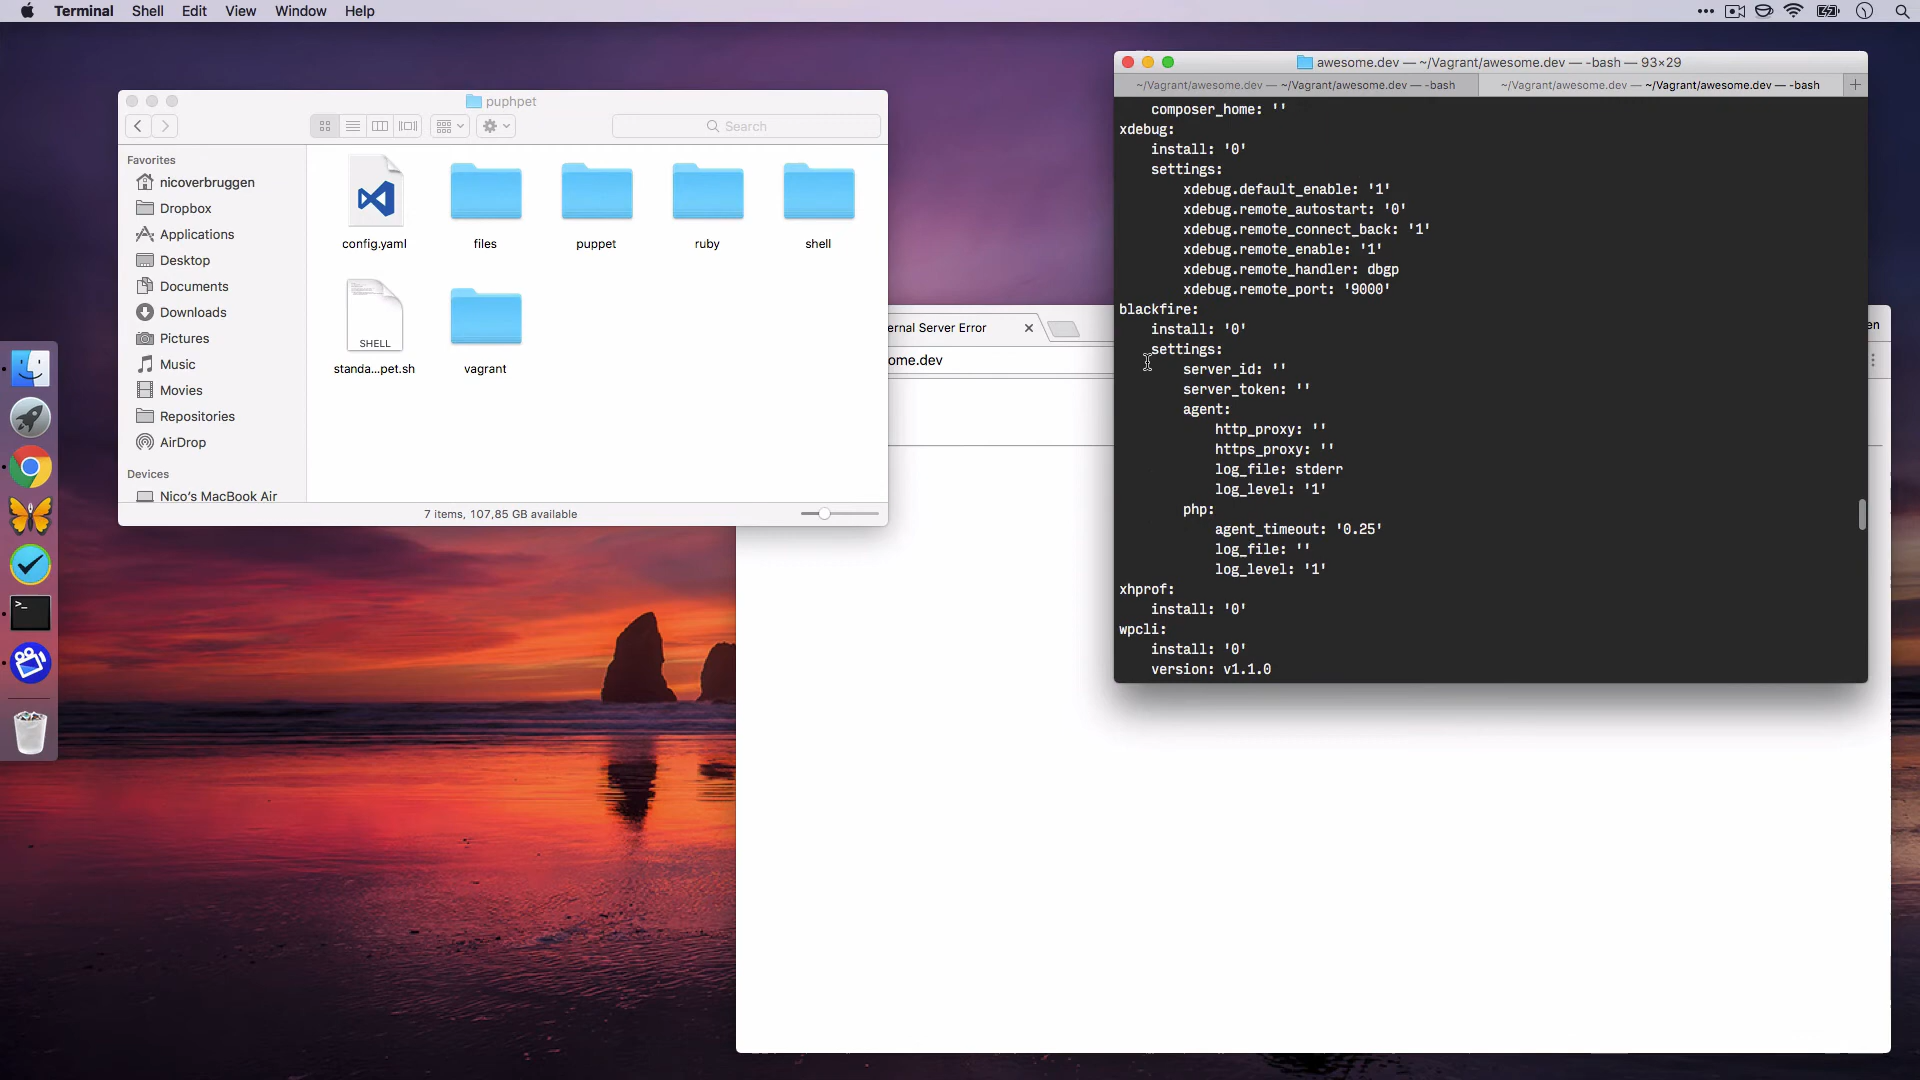 Terminal Shell Edit View Window Help
puphpet
Search
Favorites
nicoverbruggen
Dropbox
Applications
Desktop
Documents
Downloads
Pictures
Music
Movies
Repositories
AirDrop
Devices
Nico's MacBook Air
config.yaml
files
puppet
ruby
shell
SHELL
standa...pet.sh
vagrant
7 items, 107,85 GB available
ernal Server Error
ome.dev
en
awesome.dev — ~/Vagrant/awesome.dev — -bash — 93×29
~/Vagrant/awesome.dev — ~/Vagrant/awesome.dev — -bash
~/Vagrant/awesome.dev — ~/Vagrant/awesome.dev — -bash
composer_home: ''
xdebug:
install: '0'
settings:
xdebug.default_enable: '1'
xdebug.remote_autostart: '0'
xdebug.remote_connect_back: '1'
xdebug.remote_enable: '1'
xdebug.remote_handler: dbgp
xdebug.remote_port: '9000'
blackfire:
install: '0'
settings:
server_id: ''
server_token: ''
agent:
http_proxy: ''
https_proxy: ''
log_file: stderr
log_level: '1'
php:
agent_timeout: '0.25'
log_file: ''
log_level: '1'
xhprof:
install: '0'
wpcli:
install: '0'
version: v1.1.0